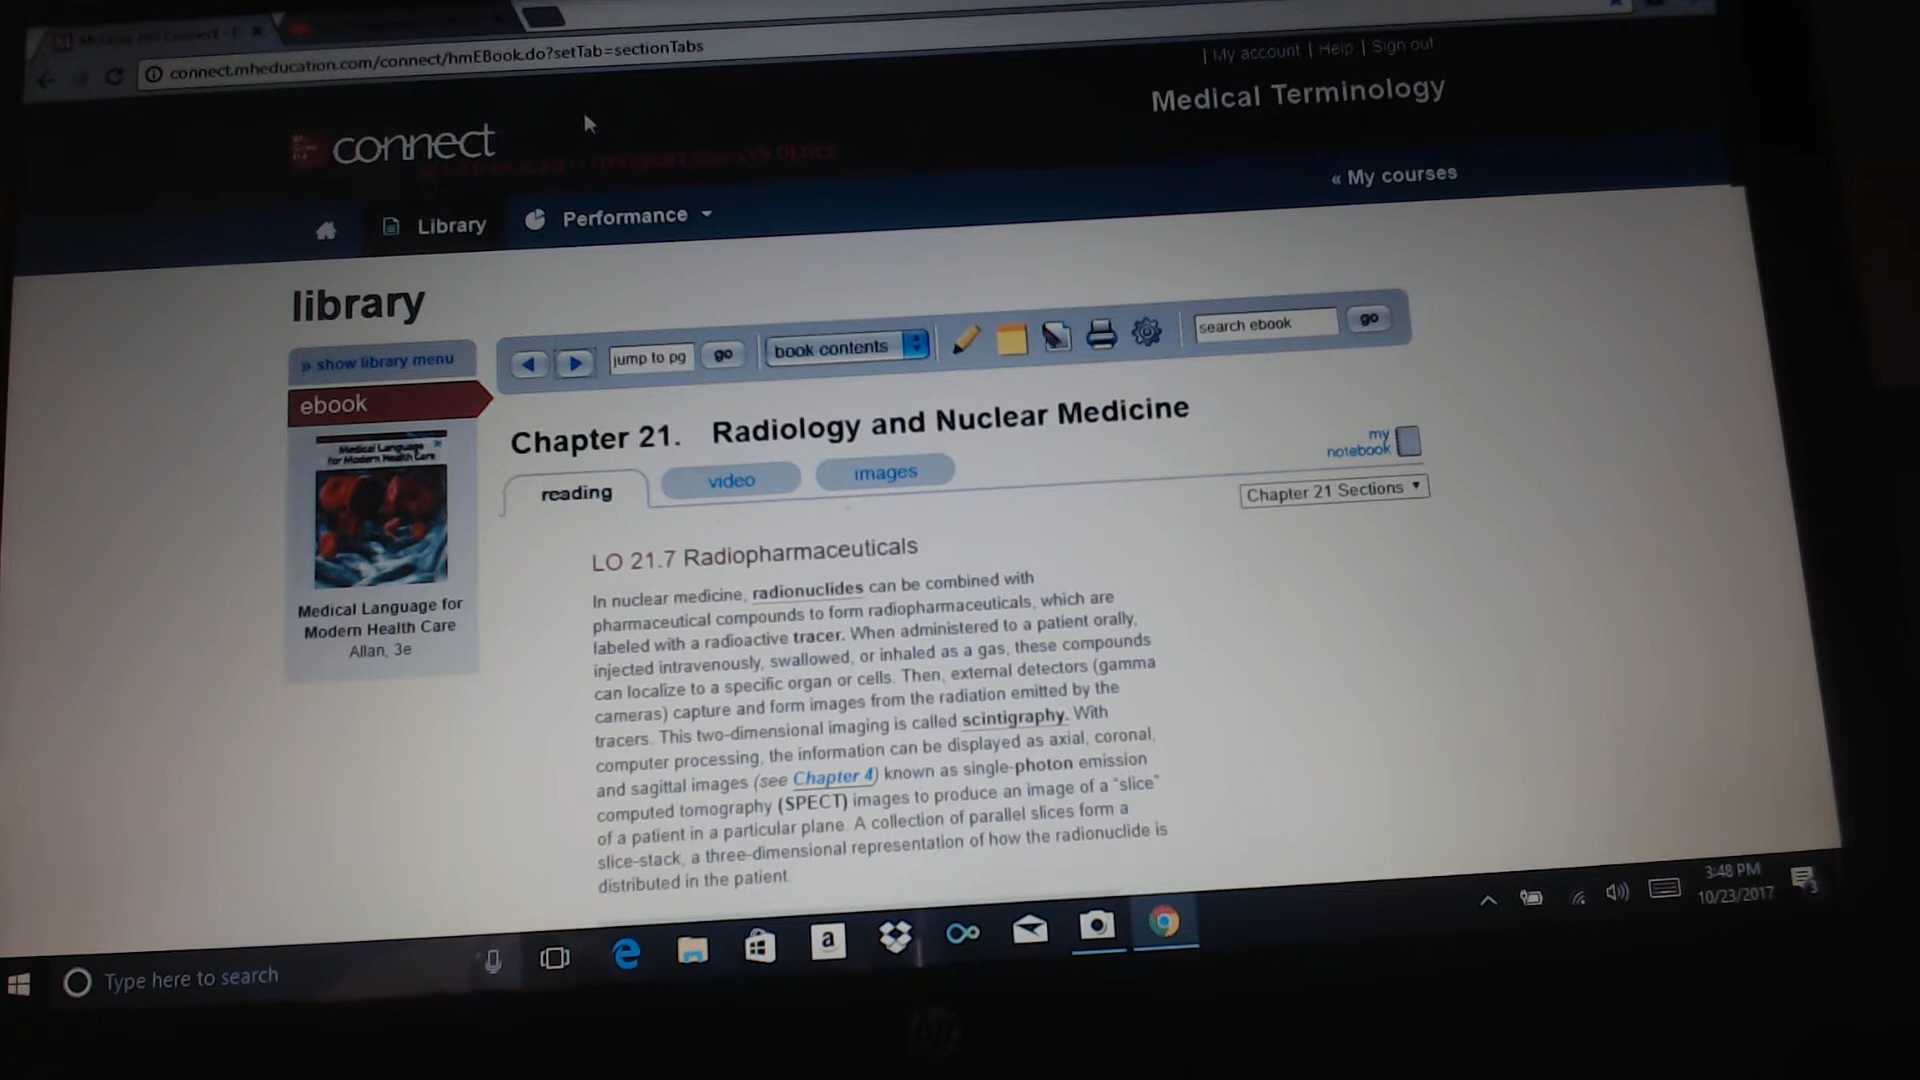 connect.mheducation.com/connect/hmEBook.do?setTab=sectionTabs
| My account | Help | Sign out
Medical Terminology
connect
« My courses
Library
Performance
library
» show library menu
jump to pg
go
book contents
search ebook
go
ebook
Medical Language
for Modern Health Care
Medical Language for
Modern Health Care
Allan, 3e
Chapter 21. Radiology and Nuclear Medicine
my
notebook
reading
video
images
Chapter 21 Sections
LO 21.7 Radiopharmaceuticals
In nuclear medicine, radionuclides can be combined with
pharmaceutical compounds to form radiopharmaceuticals, which are
labeled with a radioactive tracer. When administered to a patient orally,
injected intravenously, swallowed, or inhaled as a gas, these compounds
can localize to a specific organ or cells. Then, external detectors (gamma
cameras) capture and form images from the radiation emitted by the
tracers. This two-dimensional imaging is called scintigraphy. With
computer processing, the information can be displayed as axial, coronal,
and sagittal images (see Chapter 4) known as single-photon emission
computed tomography (SPECT) images to produce an image of a “slice”
of a patient in a particular plane. A collection of parallel slices form a
slice-stack, a three-dimensional representation of how the radionuclide is
distributed in the patient.
3:48 PM
10/23/2017
3
Type here to search
a
hp